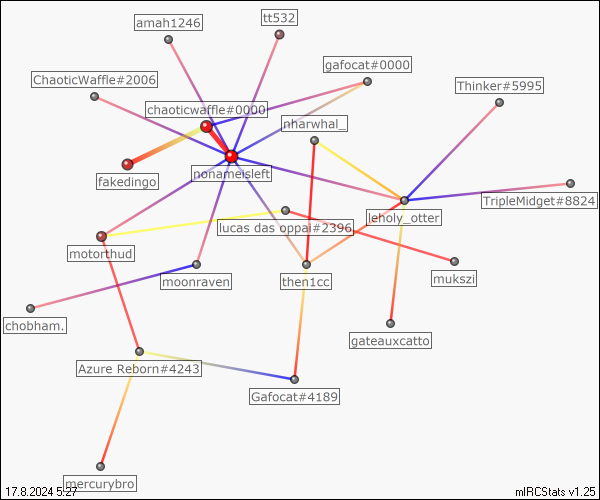 amah1246
tt532
gafocat#0000
ChaoticWaffle#2006
Thinker#5995
chaoticwaffle#0000
nharwhal_
nonameisleft
fakedingo
TripleMidget#8824
leholy_otter
lucas das oppai#2396
motorthud
moonraven
then1cc
mukszi
chobham.
gateauxcatto
Azure Reborn#4243
Gafocat#4189
mercurybro
17.8.2024 5:27
mIRCStats v1.25